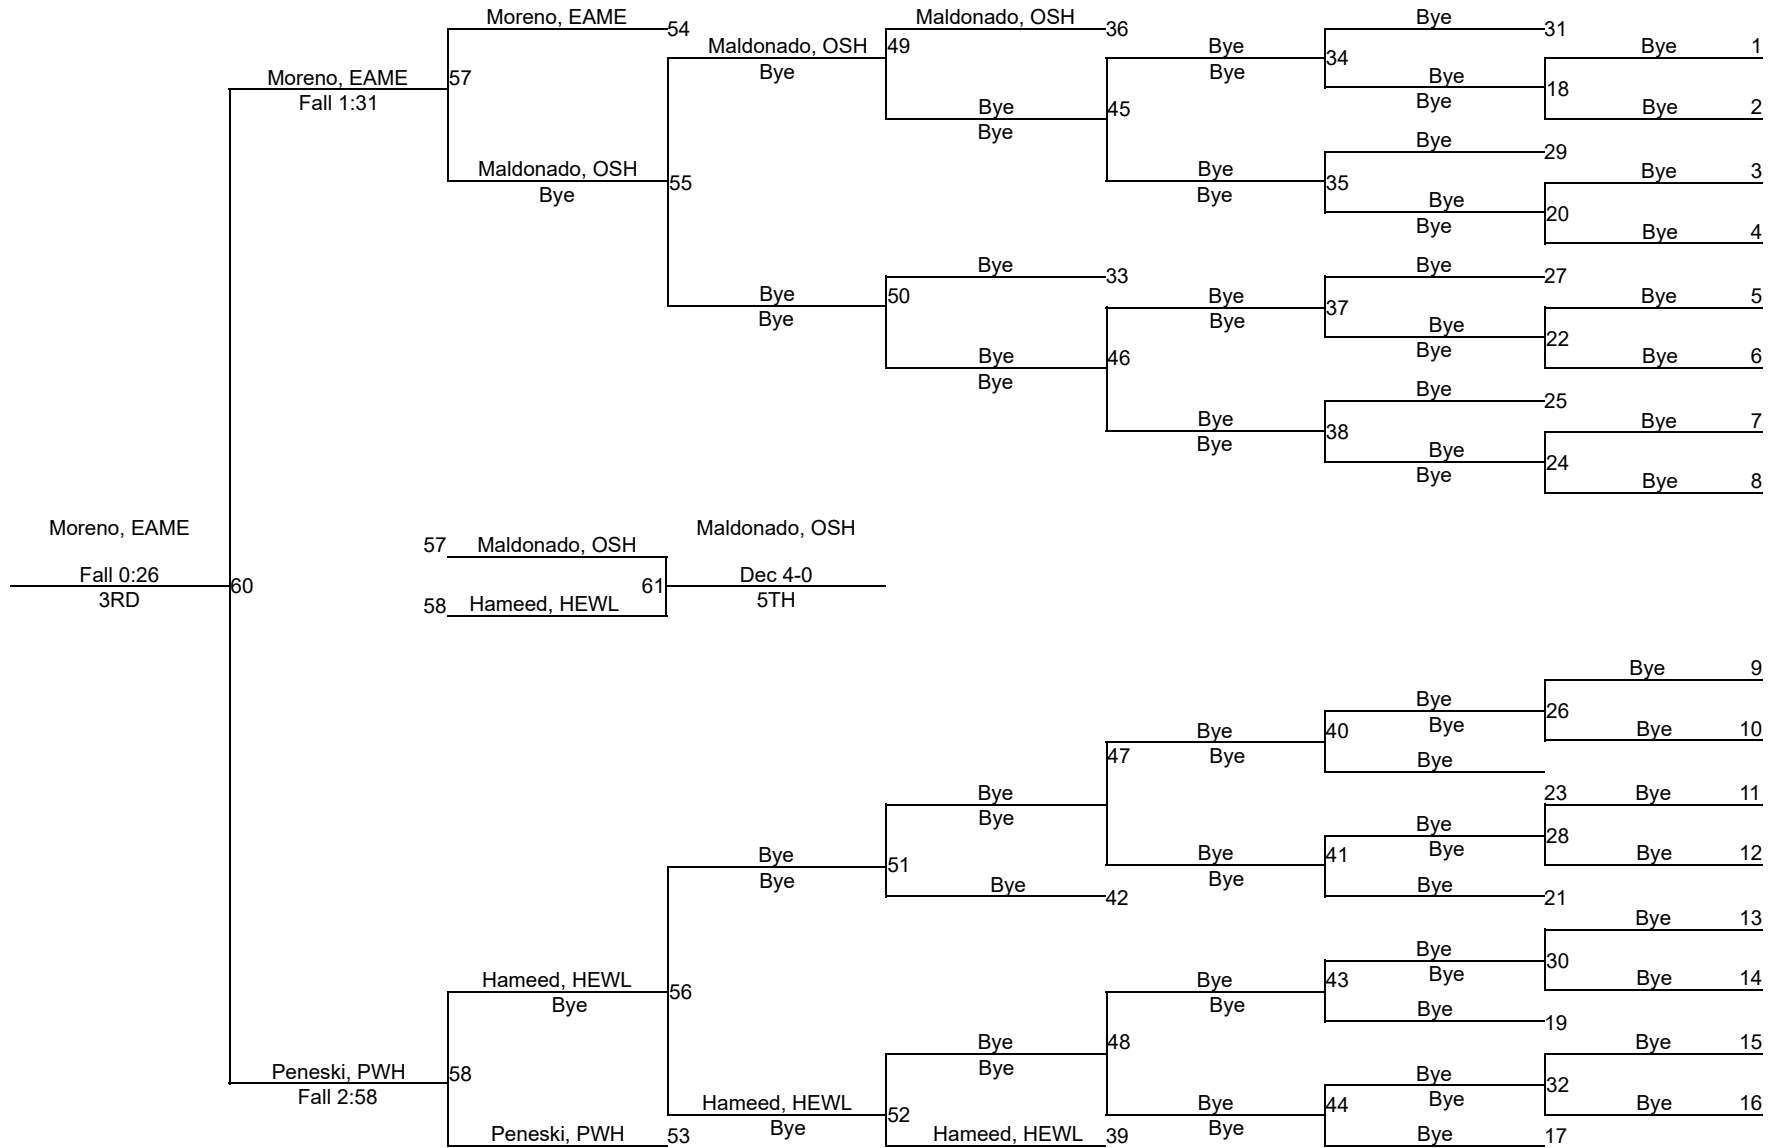 Moreno, EAME 54 Maldonado, OSH 36 Bye 31
Maldonado, OSH 49 Bye 34 Bye 1
Bye Bye
Moreno, EAME 57 Bye 18
Fall 1:31 Bye Bye 45 Bye Bye 2
Bye
Maldonado, OSH 55 Bye 35 Bye 29
Bye Bye Bye 3
Bye 20
Bye Bye 4
Bye 33 Bye 27
Bye 50 Bye 37 Bye 5
Bye Bye
Bye 46 Bye 22
Bye Bye Bye 6
Bye 25
Bye 38 Bye 7
Bye Bye 24
Bye Bye 8
Moreno, EAME Maldonado, OSH
57 Maldonado, OSH
Fall 0:26 60 61 Dec 4-0
3RD 58 Hameed, HEWL 5TH
Bye 9
Bye 26
Bye 40 Bye Bye 10
Bye 47 Bye
Bye 23 Bye 11
Bye Bye 28
Bye 51 Bye 41 Bye Bye 12
Bye Bye 42 Bye Bye 21
Bye 13
Bye 30
Hameed, HEWL 56 Bye 43 Bye Bye 14
Bye Bye Bye 19
Bye 48 Bye 15
Bye
Peneski, PWH 58 Bye 32
Fall 2:58 Hameed, HEWL 52 Bye 44 Bye Bye 16
Bye Bye
Peneski, PWH 53 Hameed, HEWL 39 Bye 17